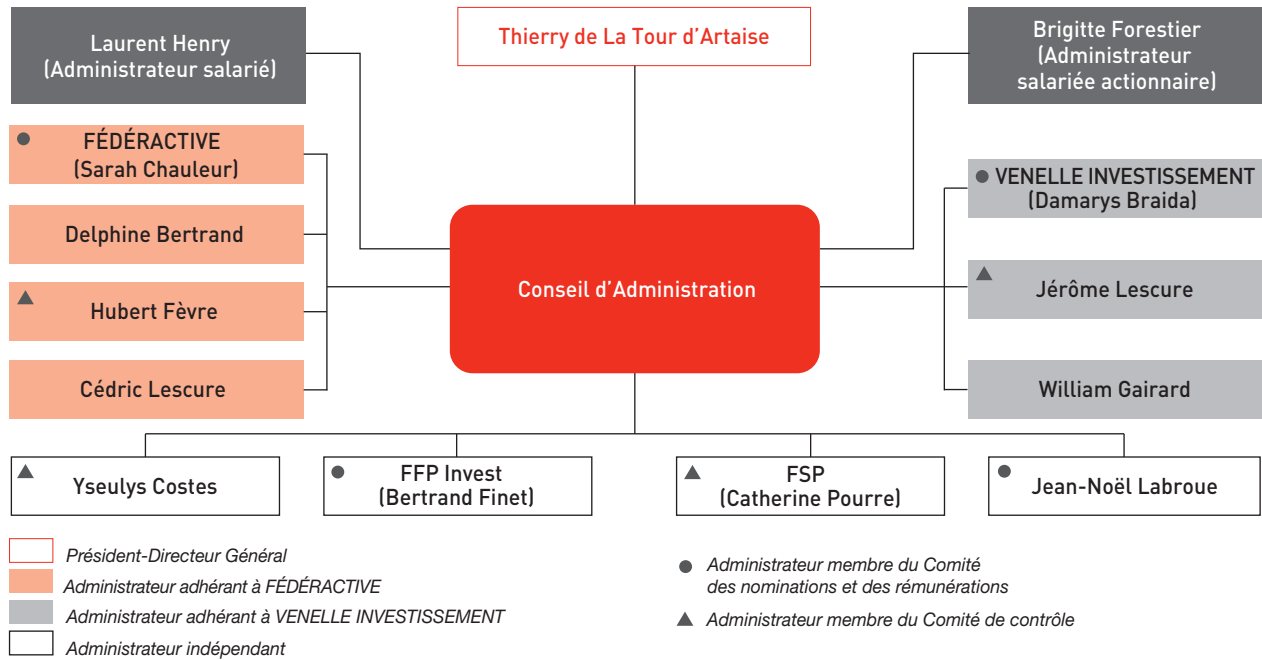 Laurent Henry
(Administrateur salarié)
Thierry de La Tour d'Artaise
Brigitte Forestier
(Administrateur
salariée actionnaire)
FÉDÉRACTIVE
(Sarah Chauleur)
Delphine Bertrand
Hubert Fèvre
Cédric Lescure
Conseil d'Administration
VENELLE INVESTISSEMENT
(Damarys Braida)
Jérôme Lescure
William Gairard
Yseulys Costes
FFP Invest
(Bertrand Finet)
FSP
(Catherine Pourre)
Jean-Noël Labroue
Président-Directeur Général
Administrateur adhérant à FÉDÉRACTIVE
Administrateur adhérant à VENELLE INVESTISSEMENT
Administrateur indépendant
Administrateur membre du Comité
des nominations et des rémunérations
Administrateur membre du Comité de contrôle